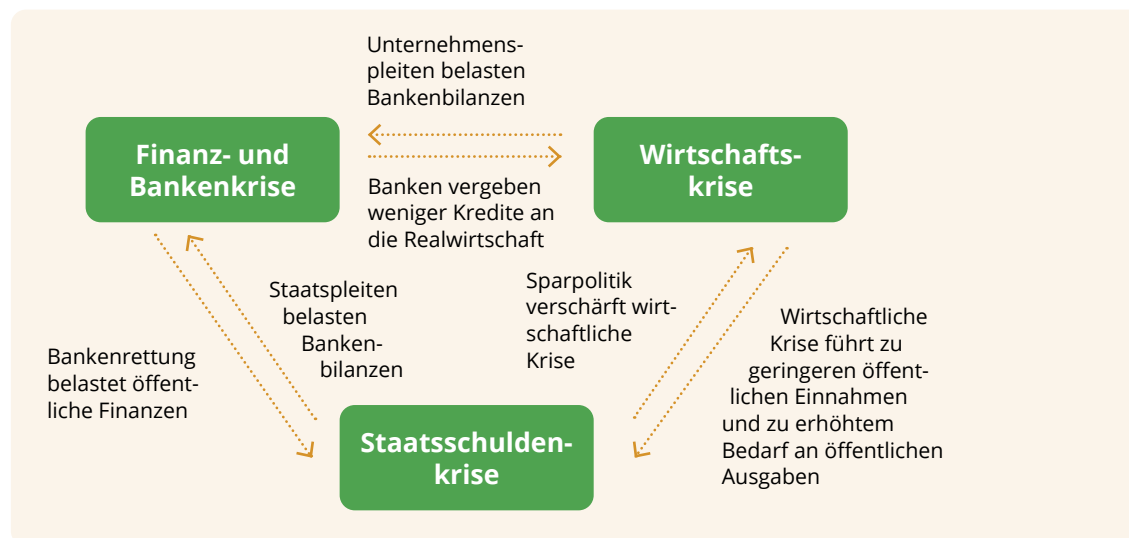 Unternehmens-
pleiten belasten
Bankenbilanzen
Finanz- und
Bankenkrise
Wirtschafts-
krise
Banken vergeben
weniger Kredite an
die Realwirtschaft
Staatspleiten
belasten
Banken-
bilanzen
Sparpolitik
verschärft wirt-
schaftliche
Krise
Bankenrettung
belastet öffent-
liche Finanzen
Wirtschaftliche
Krise führt zu
geringeren öffent-
lichen Einnahmen
und zu erhöhtem
Bedarf an öffentlichen
Ausgaben
Staatsschulden-
krise